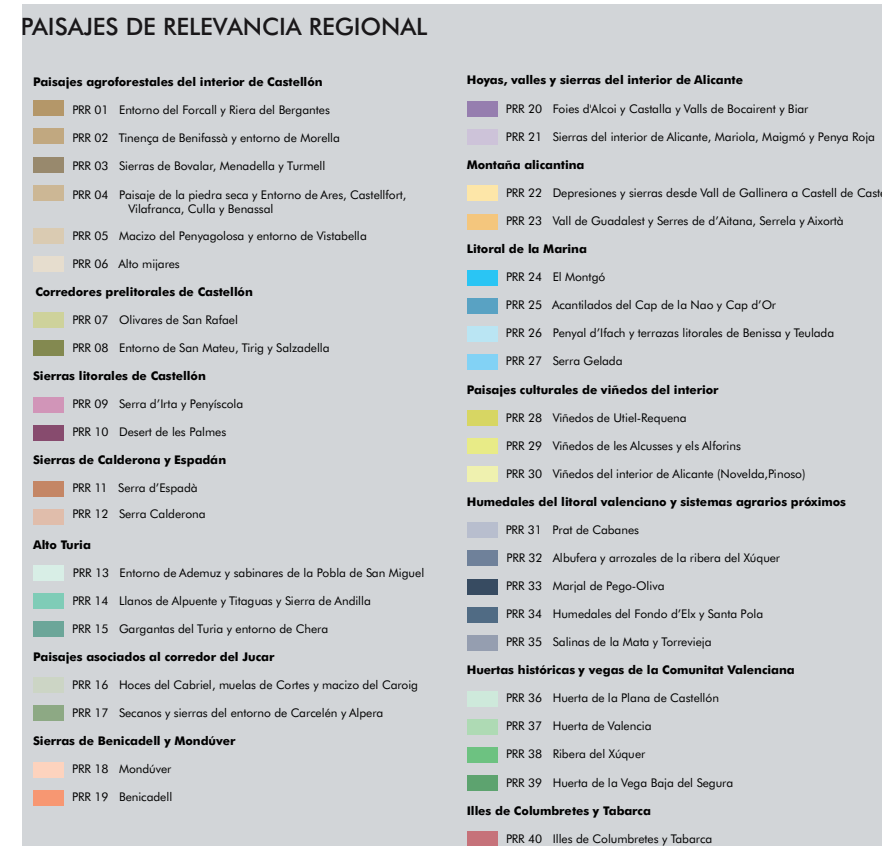 PAISAJES DE RELEVANCIA REGIONAL
Paisajes agroforestales del interior de Castellón
PRR 01 Entorno del Forcall y Riera del Bergantes
PRR 02 Tinença de Benifassà y entorno de Morella
PRR 03 Sierras de Bovalar, Menadella y Turmell
PRR 04 Paisaje de la piedra seca y Entorno de Ares, Castellfort,
Vilafranca, Culla y Benassal
PRR 05 Macizo del Penyagolosa y entorno de Vistabella
PRR 06 Alto mijares
Corredores prelitorales de Castellón
PRR 07 Olivares de San Rafael
PRR 08 Entorno de San Mateu, Tirig y Salzadella
Sierras litorales de Castellón
PRR 09 Serra d'Irta y Penyíscola
PRR 10 Desert de les Palmes
Sierras de Calderona y Espadán
PRR 11 Serra d'Espadà
PRR 12 Serra Calderona
Alto Turia
PRR 13 Entorno de Ademuz y sabinares de la Pobla de San Miguel
PRR 14 Llanos de Alpuente y Titaguas y Sierra de Andilla
PRR 15 Gargantas del Turia y entorno de Chera
Paisajes asociados al corredor del Jucar
PRR 16 Hoces del Cabriel, muelas de Cortes y macizo del Caroig
PRR 17 Secanos y sierras del entorno de Carcelén y Alpera
Sierras de Benicadell y Mondúver
PRR 18 Mondúver
PRR 19 Benicadell
Hoyas, valles y sierras del interior de Alicante
PRR 20 Foies d'Alcoi y Castalla y Valls de Bocairent y Biar
PRR 21 Sierras del interior de Alicante, Mariola, Maigmó y Penya Roja
Montaña alicantina
PRR 22 Depresiones y sierras desde Vall de Gallinera a Castell de
PRR 23 Vall de Guadalest y Serres de d'Aitana, Serrela y Aixortà
Litoral de la Marina
PRR 24 El Montgó
PRR 25 Acantilados del Cap de la Nao y Cap d'Or
PRR 26 Penyal d'Ifach y terrazas litorales de Benissa y Teulada
PRR 27 Serra Gelada
Paisajes culturales de viñedos del interior
PRR 28 Viñedos de Utiel-Requena
PRR 29 Viñedos de les Alcusses y els Alforins
PRR 30 Viñedos del interior de Alicante (Novelda,Pinoso)
Humedales del litoral valenciano y sistemas agrarios próximos
PRR 31 Prat de Cabanes
PRR 32 Albufera y arrozales de la ribera del Xúquer
PRR 33 Marjal de Pego-Oliva
PRR 34 Humedales del Fondo d'Elx y Santa Pola
PRR 35 Salinas de la Mata y Torrevieja
Huertas históricas y vegas de la Comunitat Valenciana
PRR 36 Huerta de la Plana de Castellón
PRR 37 Huerta de Valencia
PRR 38 Ribera del Xúquer
PRR 39 Huerta de la Vega Baja del Segura
Illes de Columbretes y Tabarca
PRR 40 Illes de Columbretes y Tabarca